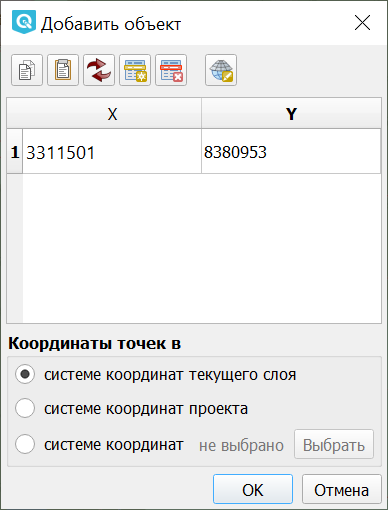 Добавить объект
X Y
1 3311501 8380953
Координаты точек в
системе координат текущего слоя
системе координат проекта
системе координат не выбрано Выбрать
OK Отмена